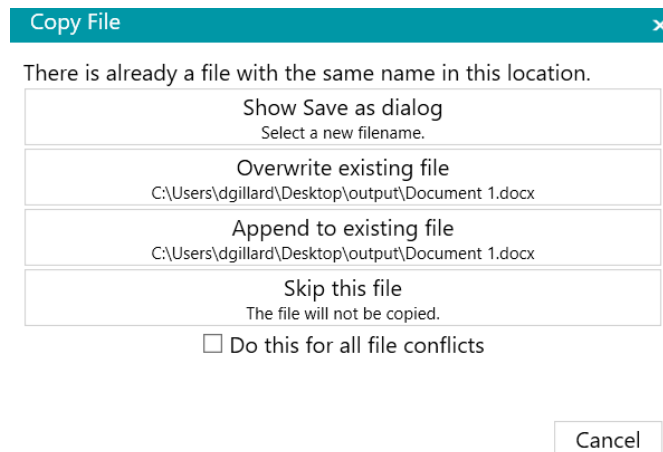 Copy File
There is already a file with the same name in this location.
Show Save as dialog
Select a new filename.
Overwrite existing file
C:\Users\dgillard\Desktop\output\Document 1.docx
Append to existing file
C:\Users\dgillard\Desktop\output\Document 1.docx
Skip this file
The file will not be copied.
Do this for all file conflicts
Cancel